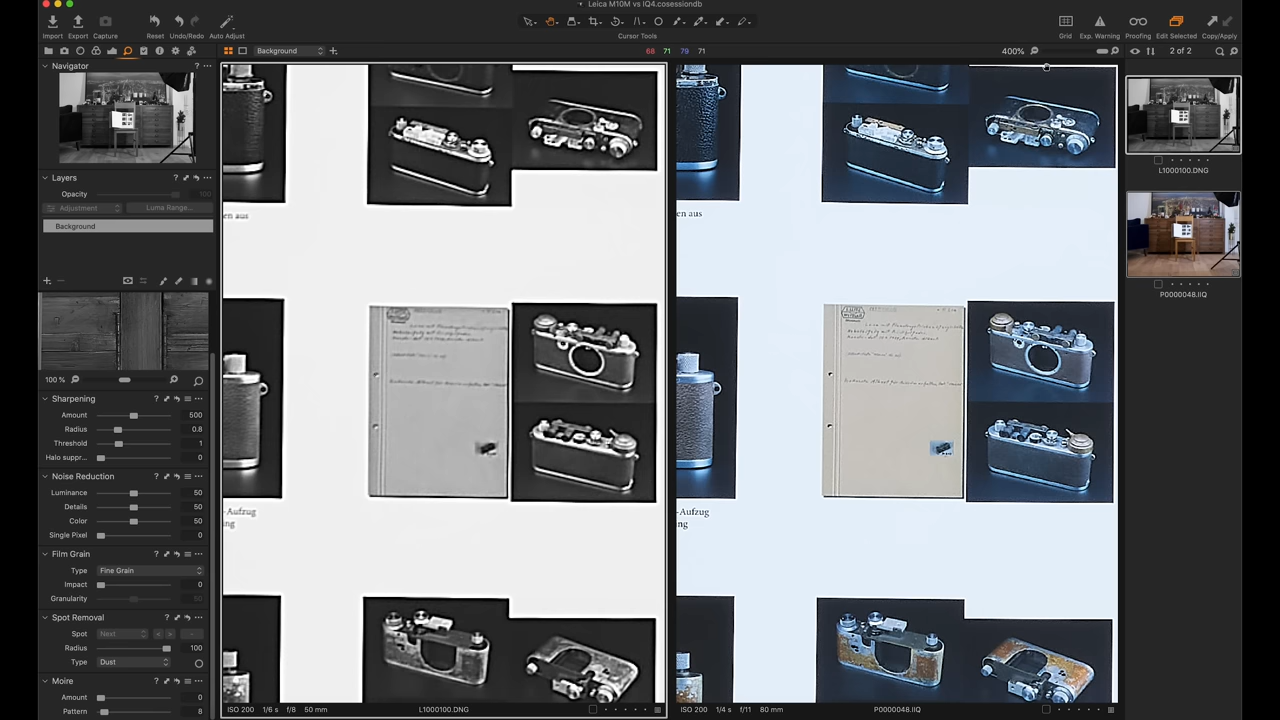 Leica M10M vs IQ4.cosessiondb
Import Export Capture Reset Undo/Redo Auto Adjust Cursor Tools Grid Exp. Warning Proofing Edit Selected Copy/Apply
Background
68 71 79 71
400%
2 of 2
Navigator
Layers
Opacity 100
Adjustment Luma Range...
Background
100 %
Sharpening
Amount 500
Radius 0.8
Threshold 1
Halo suppr... 0
Noise Reduction
Luminance 50
Details 50
Color 50
Single Pixel 0
Film Grain
Type Fine Grain
Impact 0
Granularity
Spot Removal
Spot Next
Radius 100
Type Dust
Moire
Amount 0
Pattern 8
en aus
-Aufzug
ng
ISO 200 1/6 s f/8 50 mm
L1000100.DNG
en aus
-Aufzug
ng
ISO 200 1/4 s f/11 80 mm
P0000048.IIQ
L1000100.DNG
P0000048.IIQ